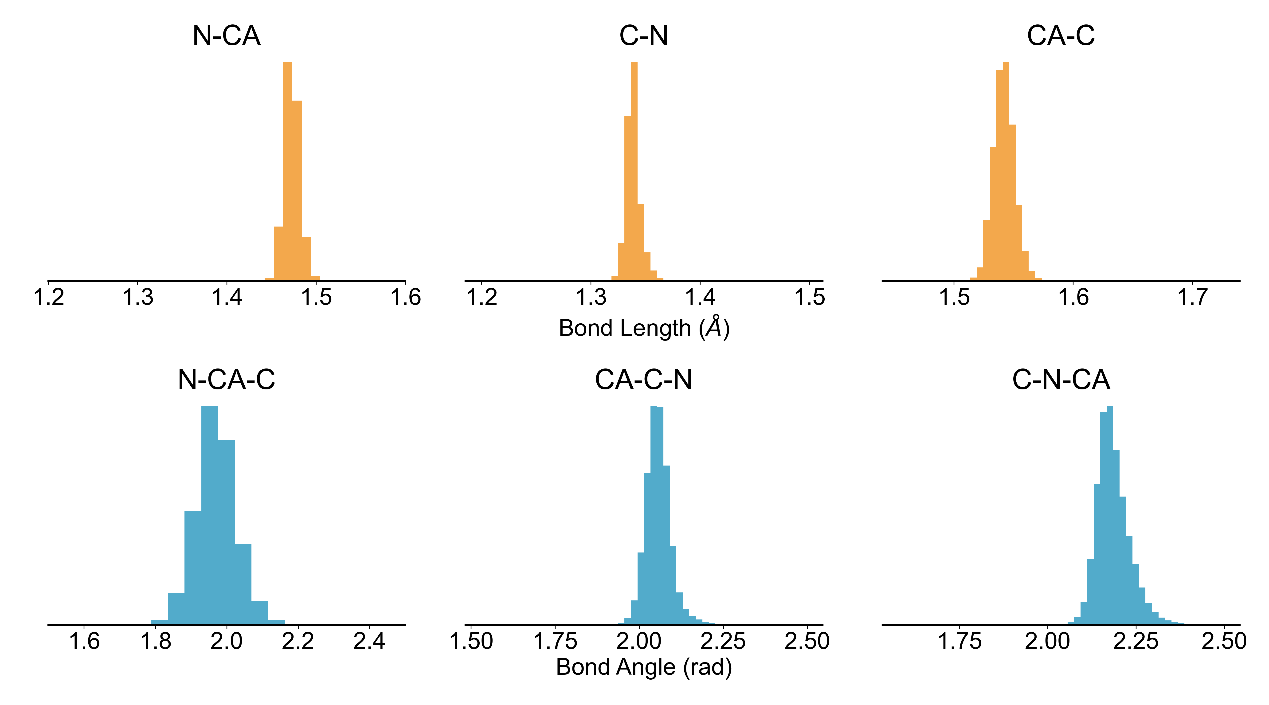 N-CA C-N CA-C
1.2 1.3 1.4 1.5 1.6 1.2 1.3 1.4 1.5 1.5 1.6 1.7
Bond Length (Å)
N-CA-C CA-C-N C-N-CA
1.6 1.8 2.0 2.2 2.4 1.50 1.75 2.00 2.25 2.50 1.75 2.00 2.25 2.50
Bond Angle (rad)